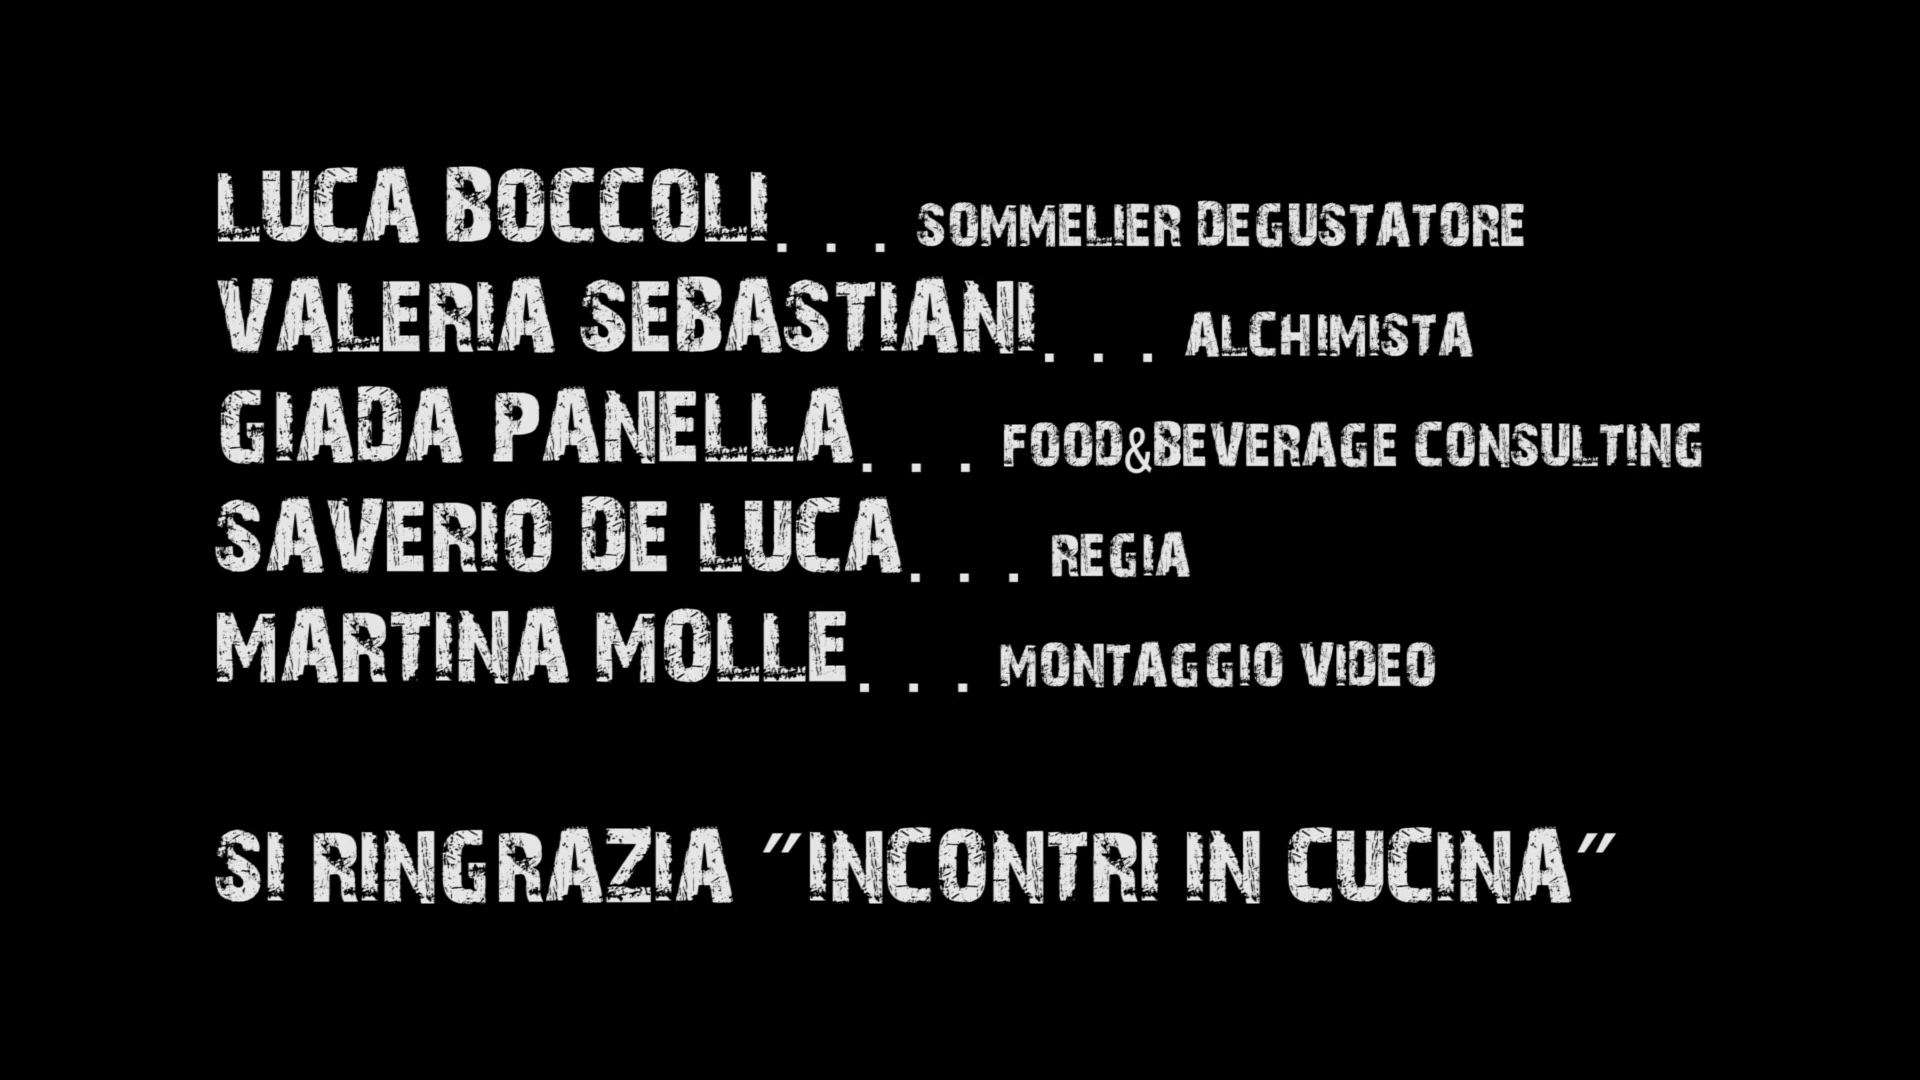 LUCA BOCCOLI... SOMMELIER DEGUSTATORE
VALERIA SEBASTIANI... ALCHIMISTA
GIADA PANELLA... FOOD&BEVERAGE CONSULTING
SAVERIO DE LUCA... REGIA
MARTINA MOLLE... MONTAGGIO VIDEO
SI RINGRAZIA "INCONTRI IN CUCINA"